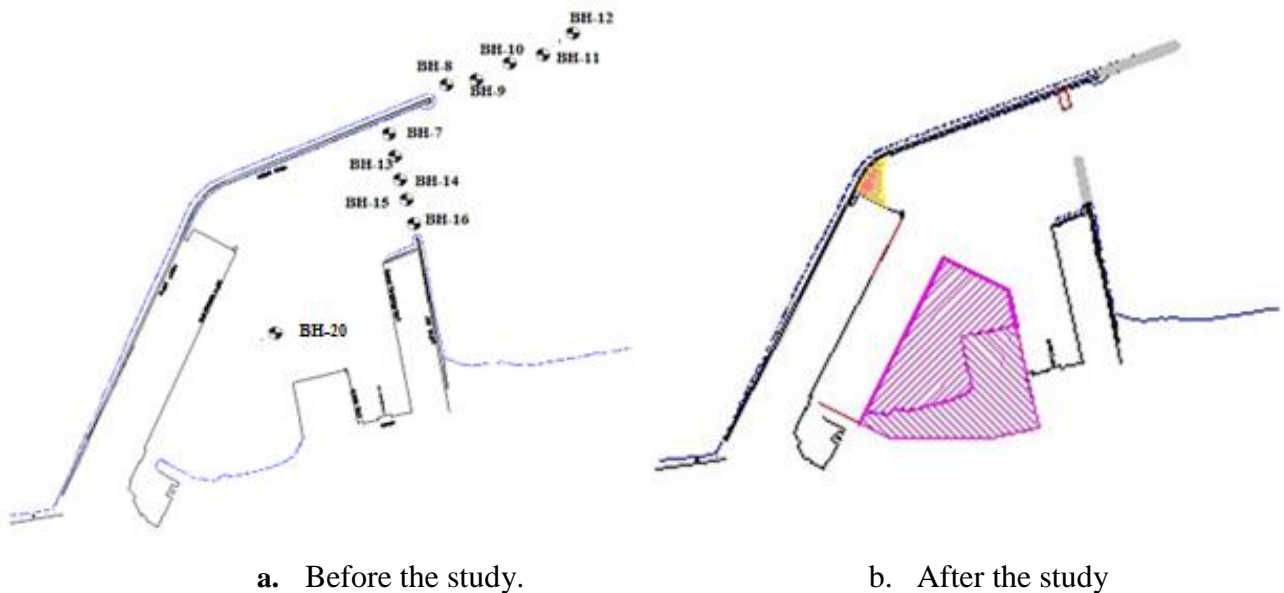 BH-12
BH-10
BH-11
BH-8
BH-9
BH-7
BH-13
BH-14
BH-15
BH-16
BH-20
a. Before the study.
b. After the study